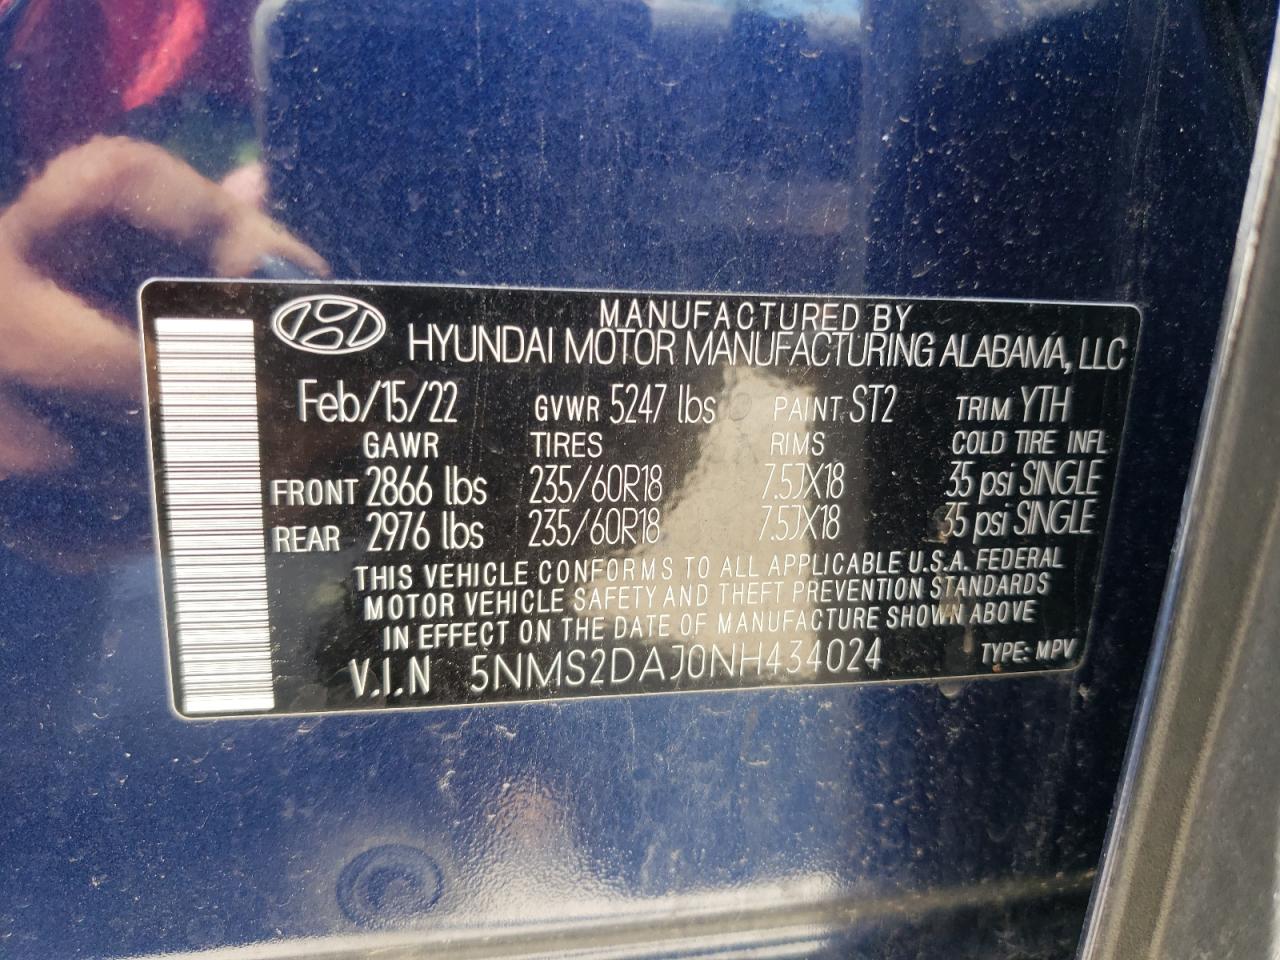 MANUFACTURED BY
HYUNDAI MOTOR MANUFACTURING ALABAMA, LLC
Feb/15/22 GVWR 5247 lbs PAINT ST2 TRIM YTH
GAWR TIRES RIMS COLD TIRE INFL
FRONT 2866 lbs 235/60R18 7.5JX18 35 psi SINGLE
REAR 2976 lbs 235/60R18 7.5JX18 35 psi SINGLE
THIS VEHICLE CONFORMS TO ALL APPLICABLE U.S.A. FEDERAL
MOTOR VEHICLE SAFETY AND THEFT PREVENTION STANDARDS
IN EFFECT ON THE DATE OF MANUFACTURE SHOWN ABOVE
V.I.N 5NMS2DAJ0NH434024 TYPE: MPV